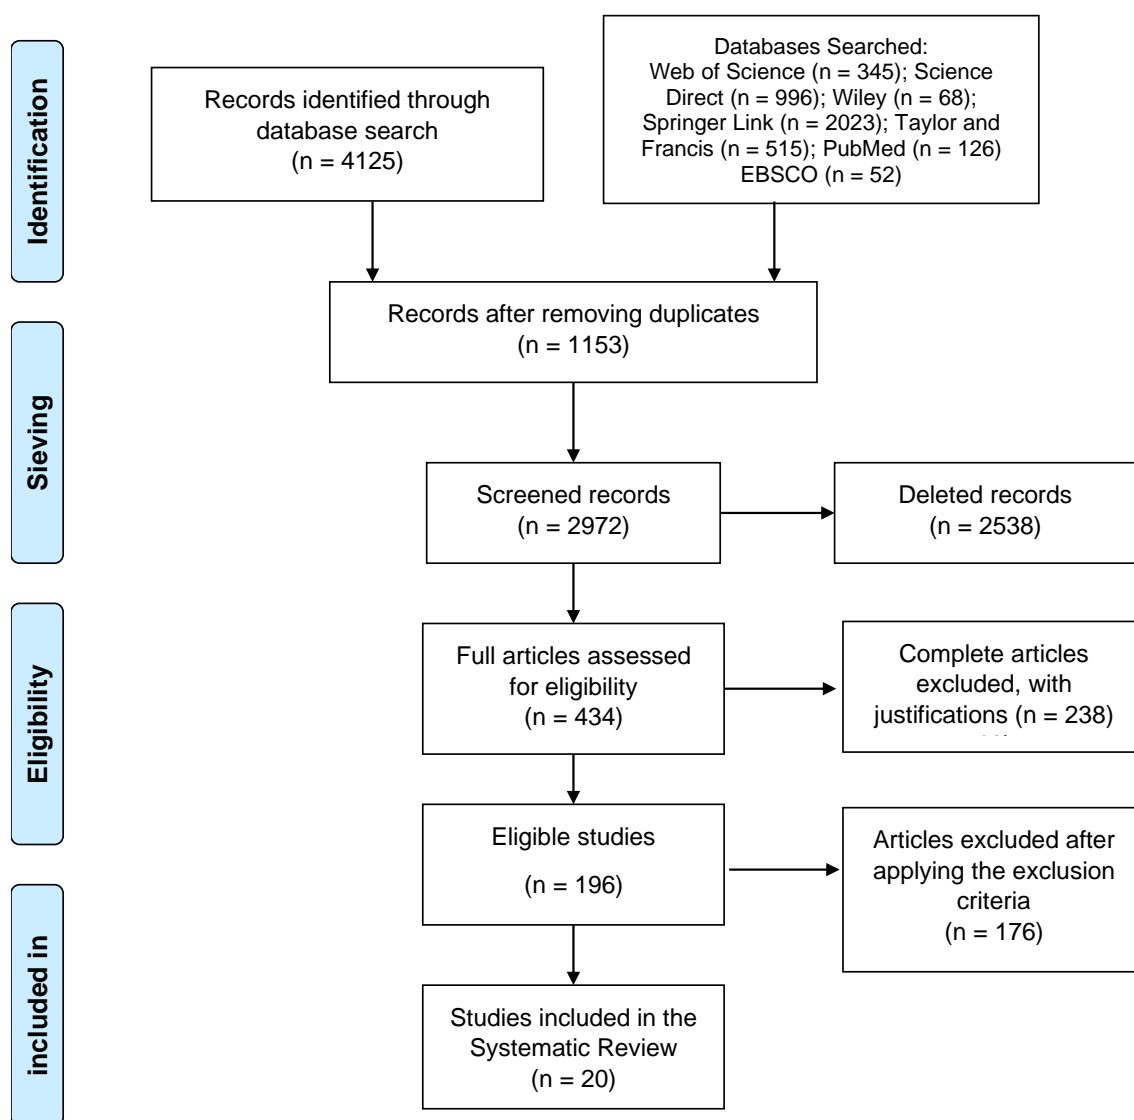 Identification
Records identified through
database search
(n = 4125)
Databases Searched:
Web of Science (n = 345); Science
Direct (n = 996); Wiley (n = 68);
Springer Link (n = 2023); Taylor and
Francis (n = 515); PubMed (n = 126)
EBSCO (n = 52)
Records after removing duplicates
(n = 1153)
Sieving
Screened records
(n = 2972)
Deleted records
(n = 2538)
Eligibility
Full articles assessed
for eligibility
(n = 434)
Complete articles
excluded, with
justifications (n = 238)
Eligible studies
(n = 196)
Articles excluded after
applying the exclusion
criteria
(n = 176)
included in
Studies included in the
Systematic Review
(n = 20)